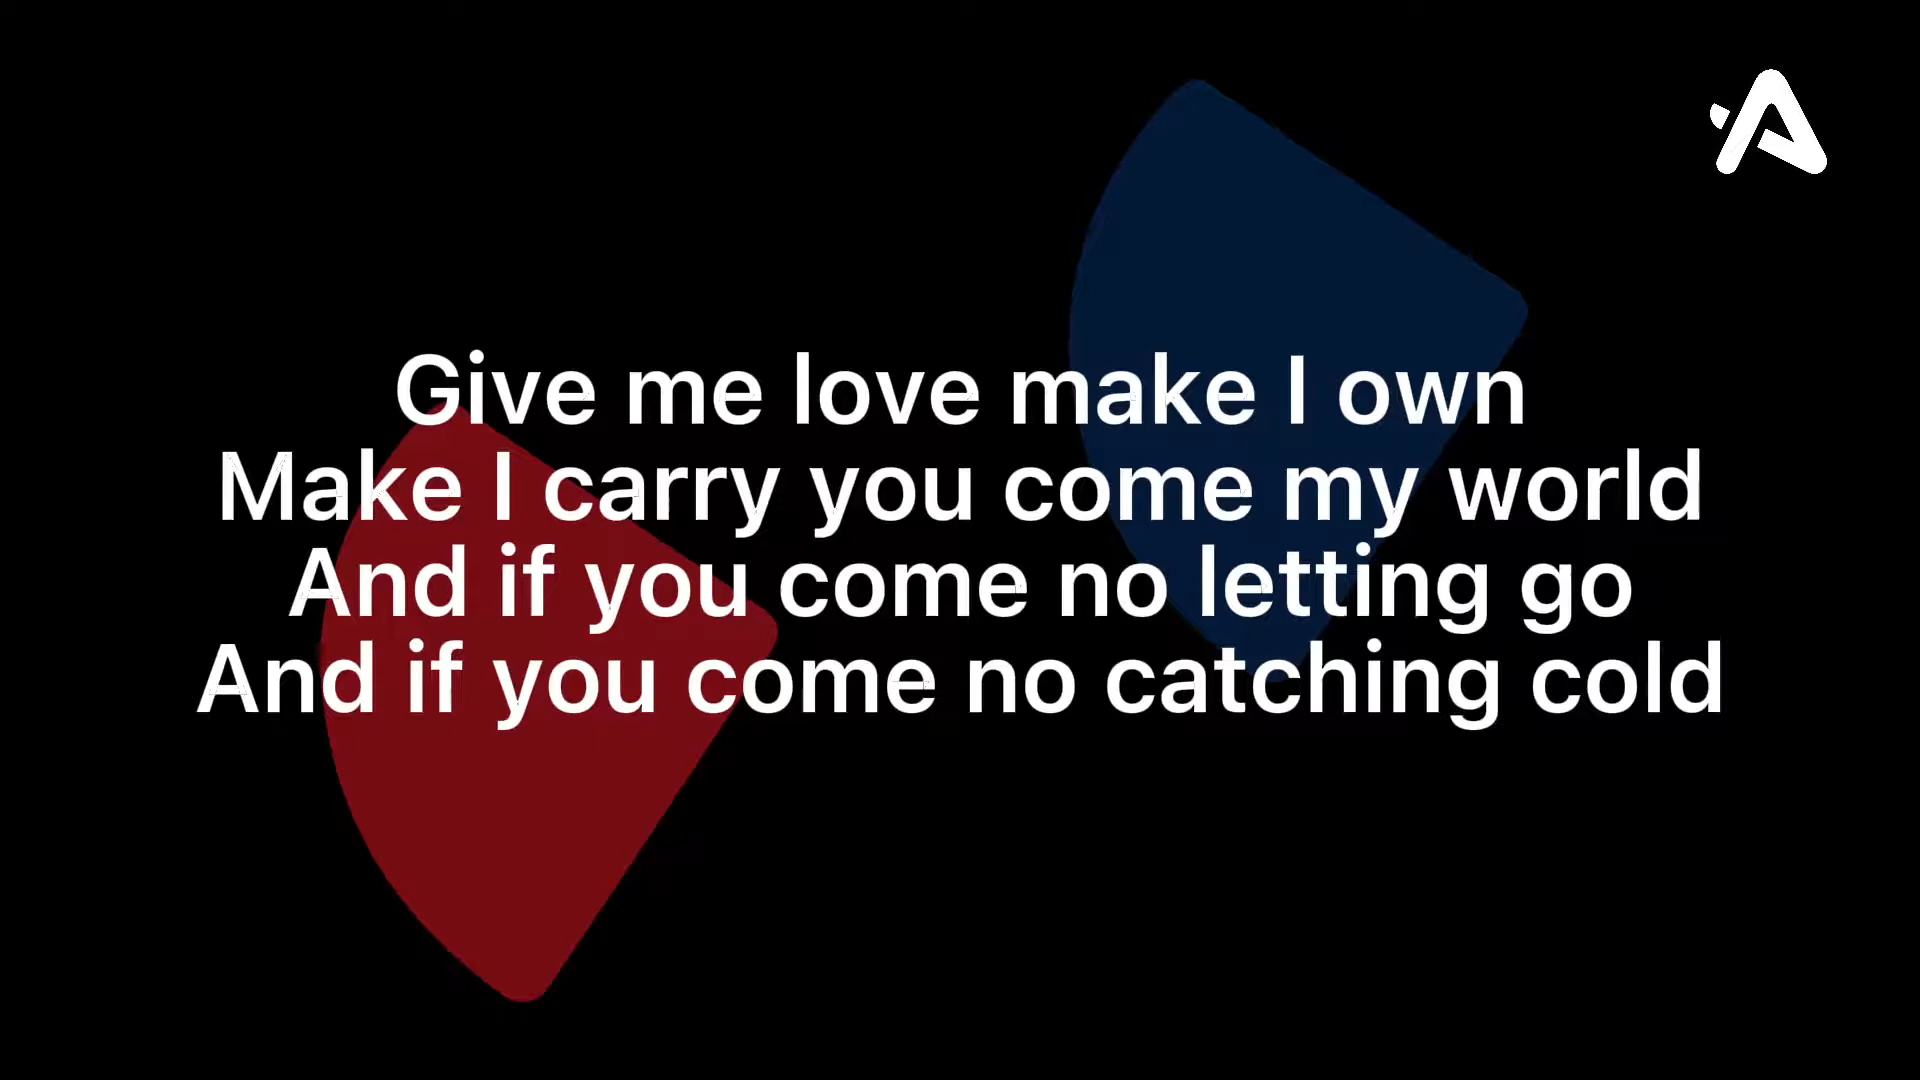 Give me love make I own
Make I carry you come my world
And if you come no letting go
And if you come no catching cold